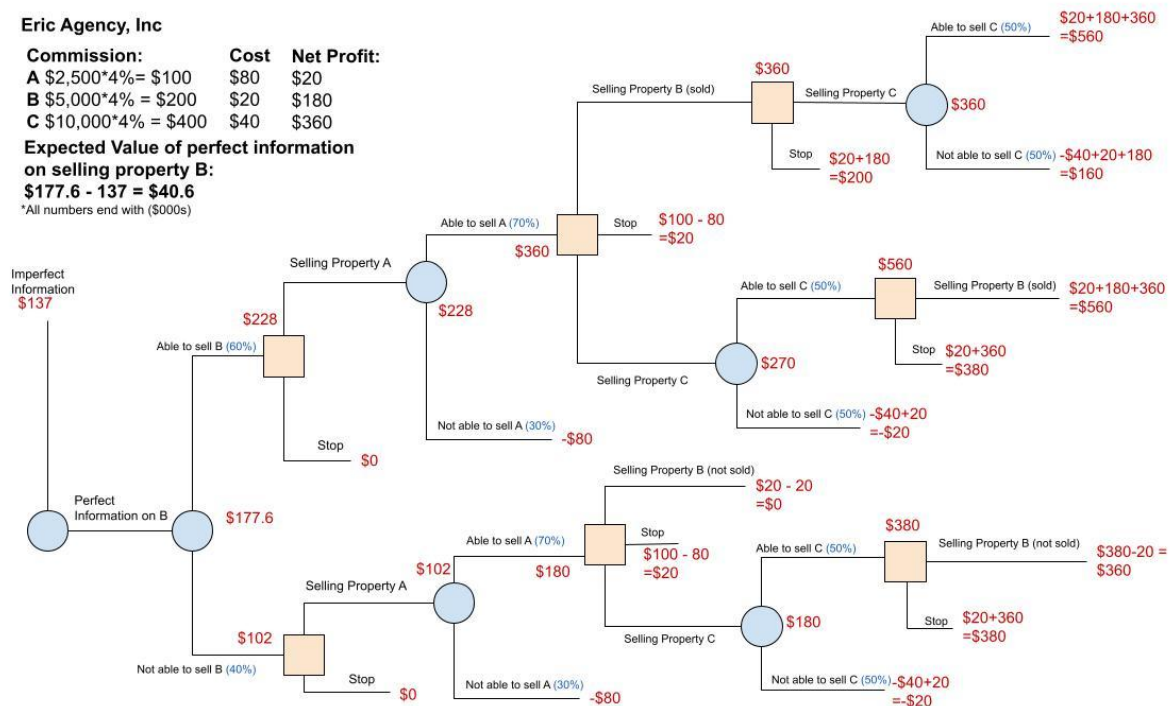 Eric Agency, Inc
Commission: Cost Net Profit:
A $2,500*4%= $100 $80 $20
B $5,000*4% = $200 $20 $180
C $10,000*4% = $400 $40 $360
Expected Value of perfect information
on selling property B:
$177.6 - 137 = $40.6
*All numbers end with ($000s)
Able to sell C (50%)
$20+180+360
=$560
$360
Selling Property B (sold)
Selling Property C
$360
Stop
$20+180
=$200
Not able to sell C (50%)
-$40+20+180
=$160
Able to sell A (70%)
$360
Stop
$100 - 80
=$20
Selling Property A
$228
Imperfect
Information
$137
$228
Able to sell B (60%)
$560
Able to sell C (50%)
Selling Property B (sold)
$20+180+360
=$560
Stop
$20+360
=$380
Selling Property C
$270
Not able to sell C (50%)
-$40+20
=-$20
Not able to sell A (30%)
-$80
Stop
$0
Perfect
Information on B
$177.6
Selling Property B (not sold)
$20 - 20
=$0
Able to sell A (70%)
$180
Stop
$100 - 80
=$20
Selling Property A
$102
$380
Able to sell C (50%)
Selling Property B (not sold)
$380-20 =
$360
Stop
$20+360
=$380
Selling Property C
$180
$102
Not able to sell B (40%)
Stop
$0
Not able to sell A (30%)
-$80
Not able to sell C (50%)
-$40+20
=-$20